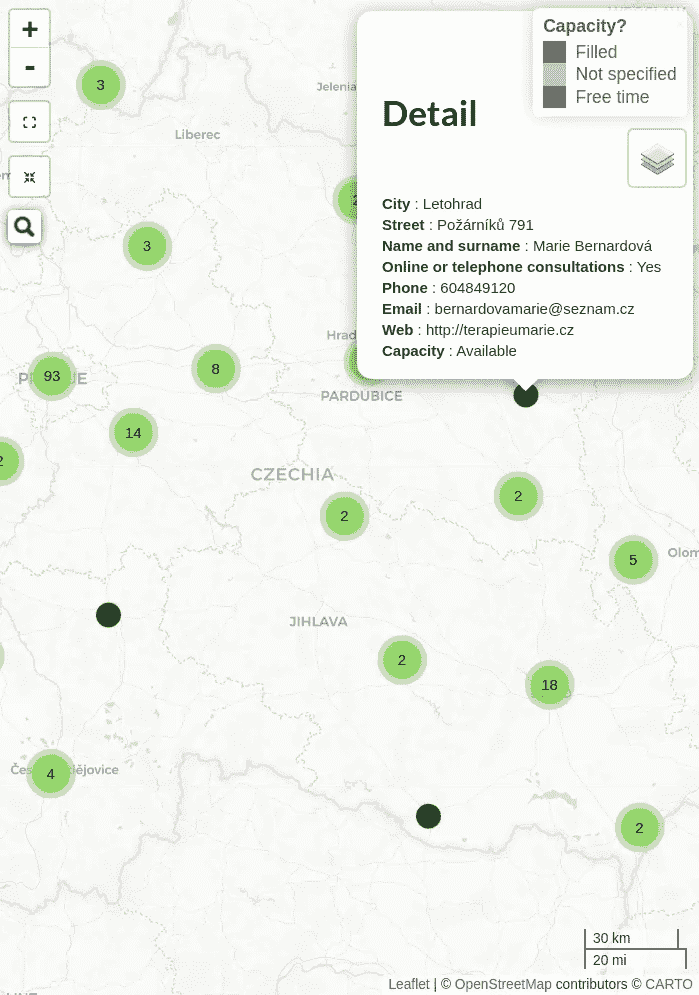 +
-
3
Jelení
Liberec
Capacity?
Filled
Not specified
Free time
Detail
City : Letohrad
Street : Požárníků 791
Name and surname : Marie Bernardová
Online or telephone consultations : Yes
Phone : 604849120
Email : bernardovamarie@seznam.cz
Web : http://terapieumarie.cz
Capacity : Available
3
Hrad
93
8
PARDUBICE
14
2
CZECHIA
2
2
5
Olom
JIHLAVA
2
18
4
2
30 km
20 mi
Leaflet | © OpenStreetMap contributors © CARTO